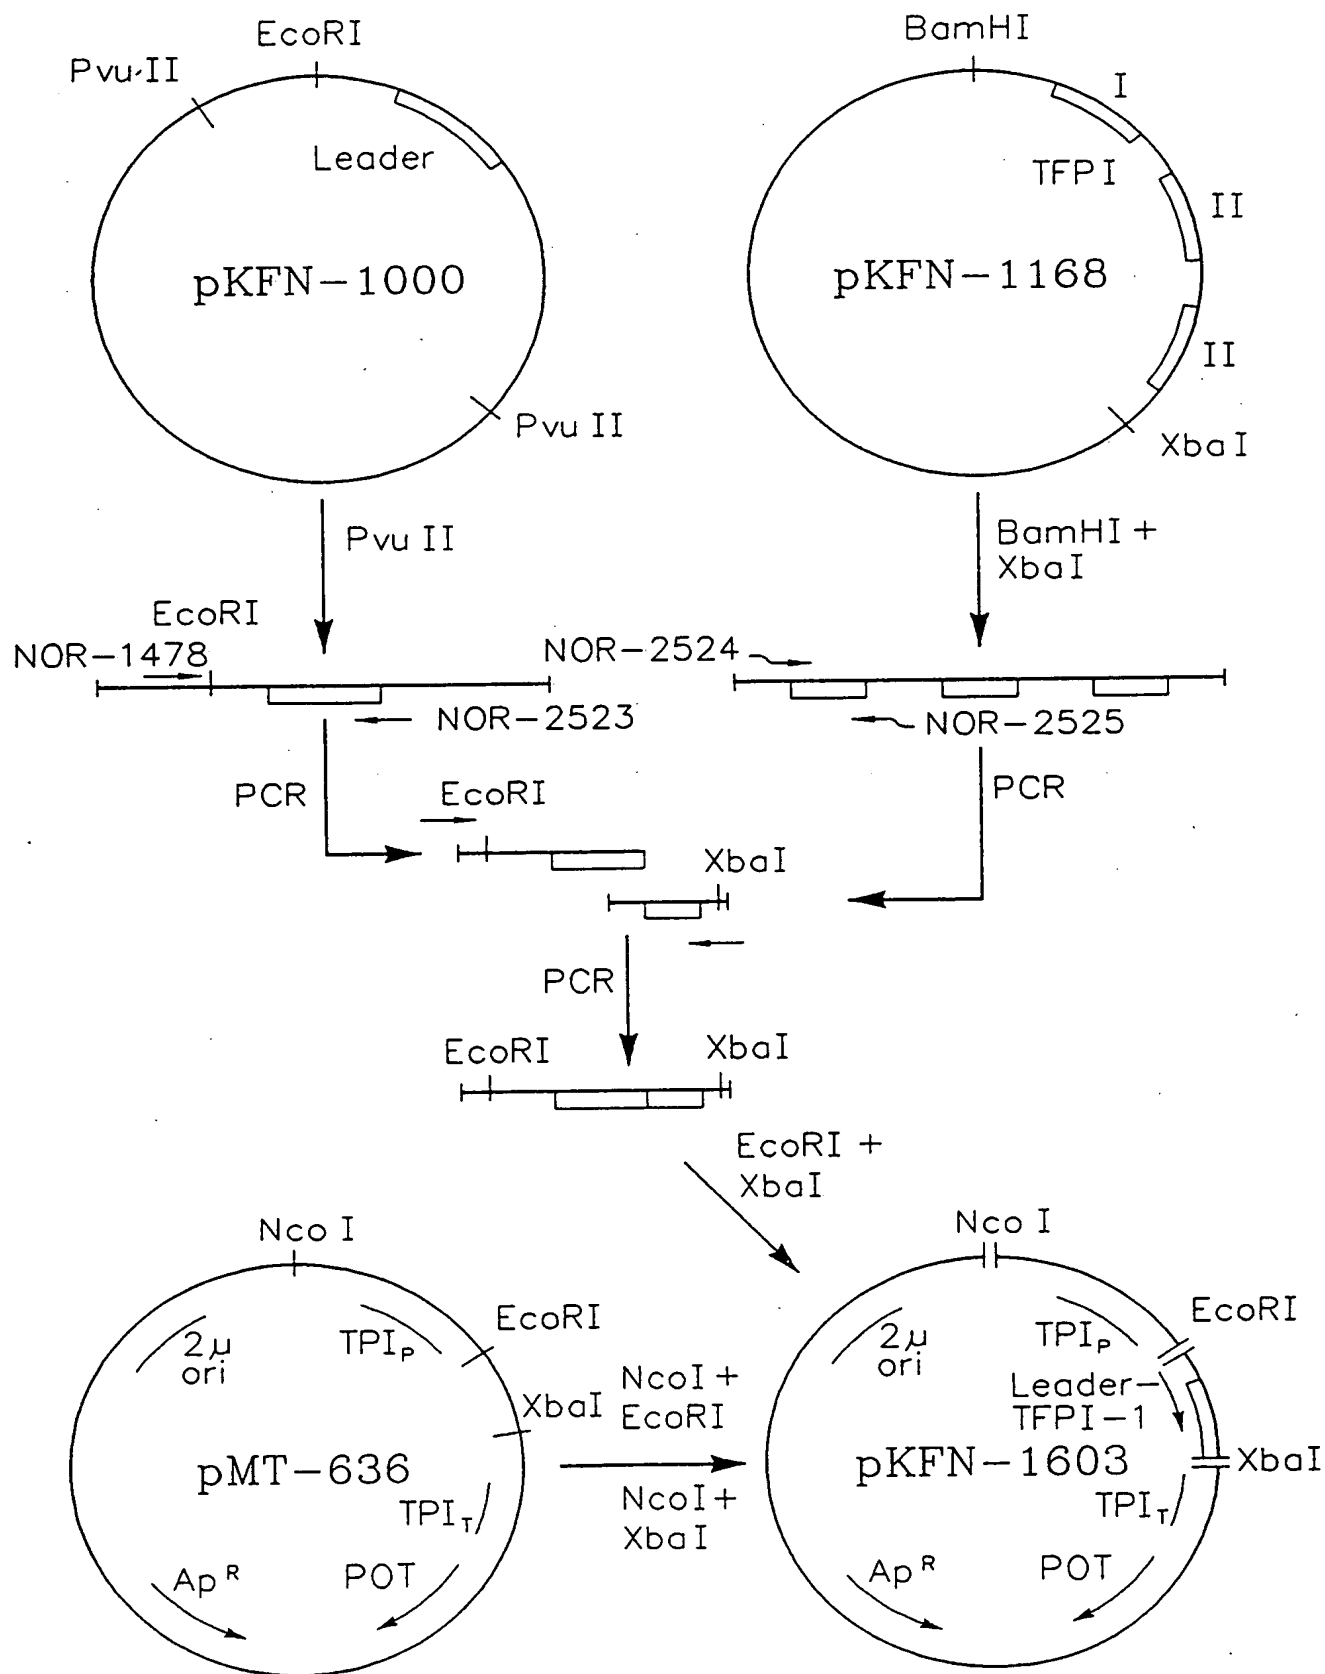 EcoRI
Pvu II
Leader
pKFN-1000
Pvu II
BamHI
I
TFPI
II
pKFN-1168
II
XbaI
Pvu II
BamHI +
XbaI
EcoRI
NOR-1478
NOR-2523
NOR-2524
NOR-2525
PCR
EcoRI
PCR
XbaI
PCR
EcoRI
XbaI
EcoRI +
XbaI
Nco I
2μ
ori
TPIP
EcoRI
XbaI
pMT-636
TPIT
ApR
POT
NcoI +
EcoRI
NcoI +
XbaI
Nco I
2μ
ori
TPIP
EcoRI
Leader-
TFPI-1
pKFN-1603
XbaI
TPIT
ApR
POT